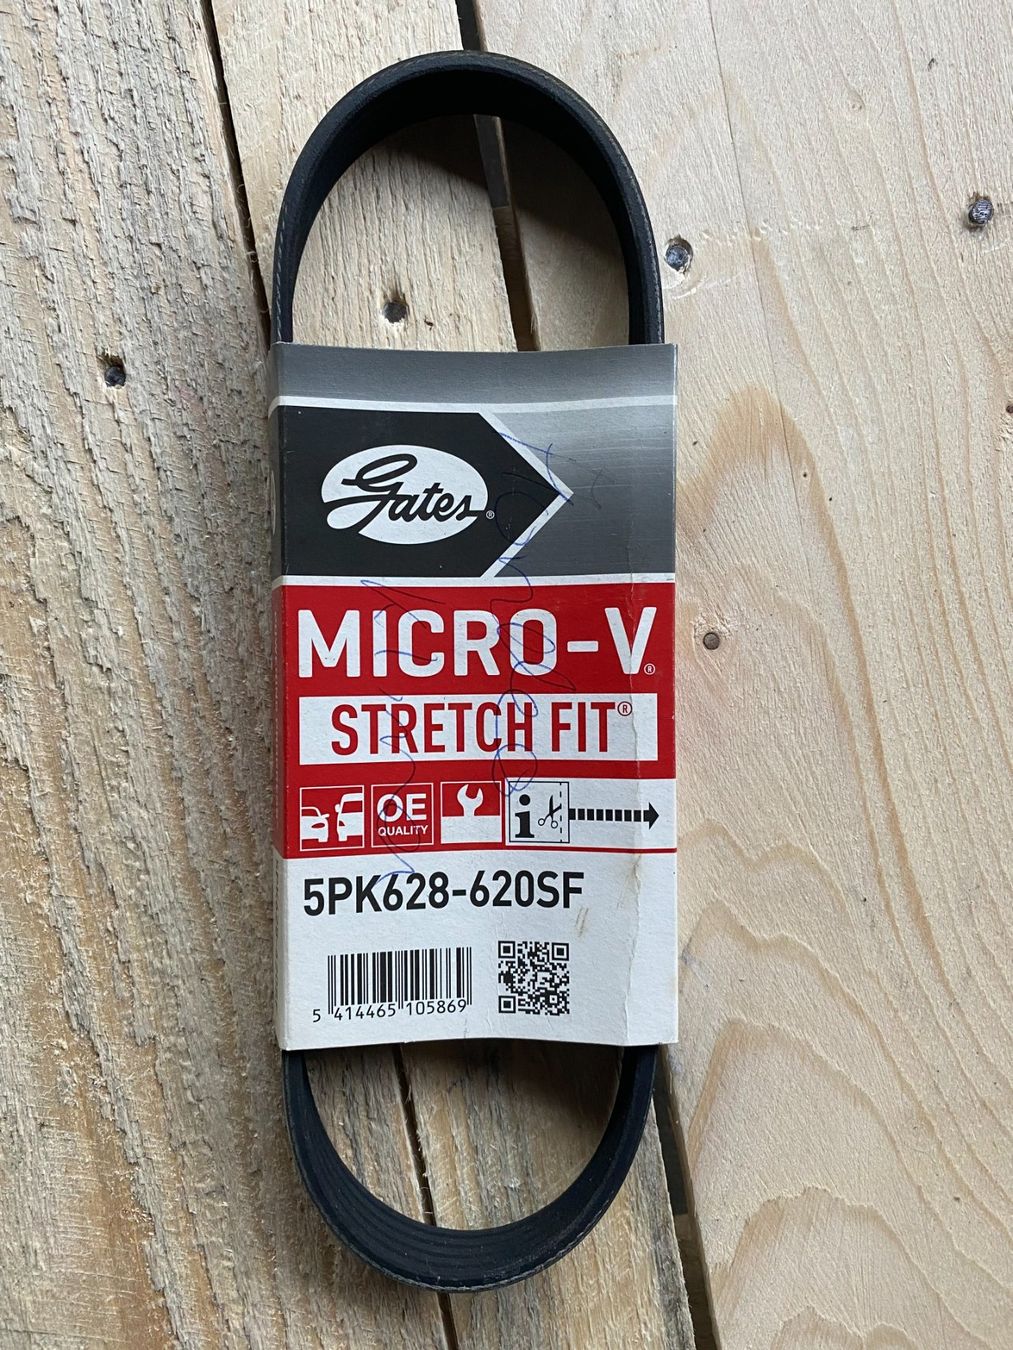 Gates®
MICRO-V®
STRETCH FIT®
OE
QUALITY
i
5PK628-620SF
5 414465 105869